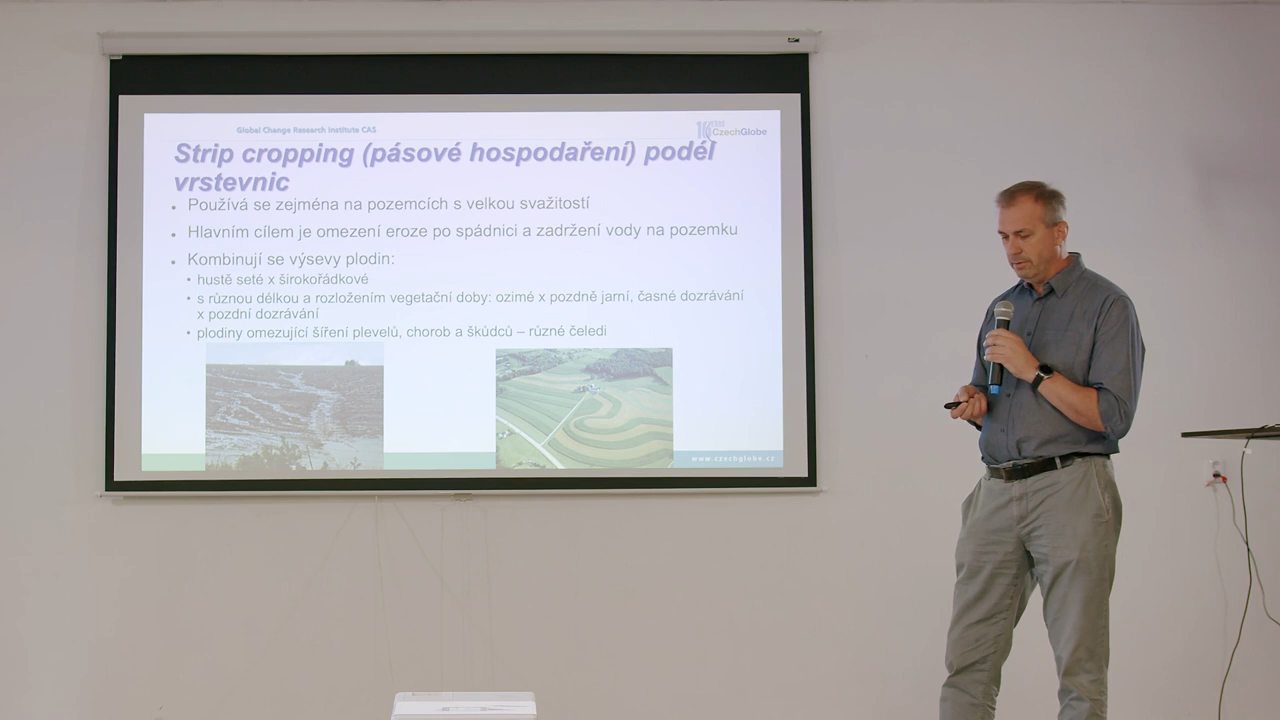 Global Change Research Institute CAS
CzechGlobe
Strip cropping (pásové hospodaření) podél
vrstevnic
• Používá se zejména na pozemcích s velkou svažitostí
• Hlavním cílem je omezení eroze po spádnici a zadržení vody na pozemku
• Kombinují se výsevy plodin:
• hustě seté x širokořádkové
• s různou délkou a rozložením vegetační doby: ozimé x pozdně jarní, časné dozrávání
x pozdní dozrávání
• plodiny omezující šíření plevelů, chorob a škůdců – různé čeledi
www.czechglobe.cz